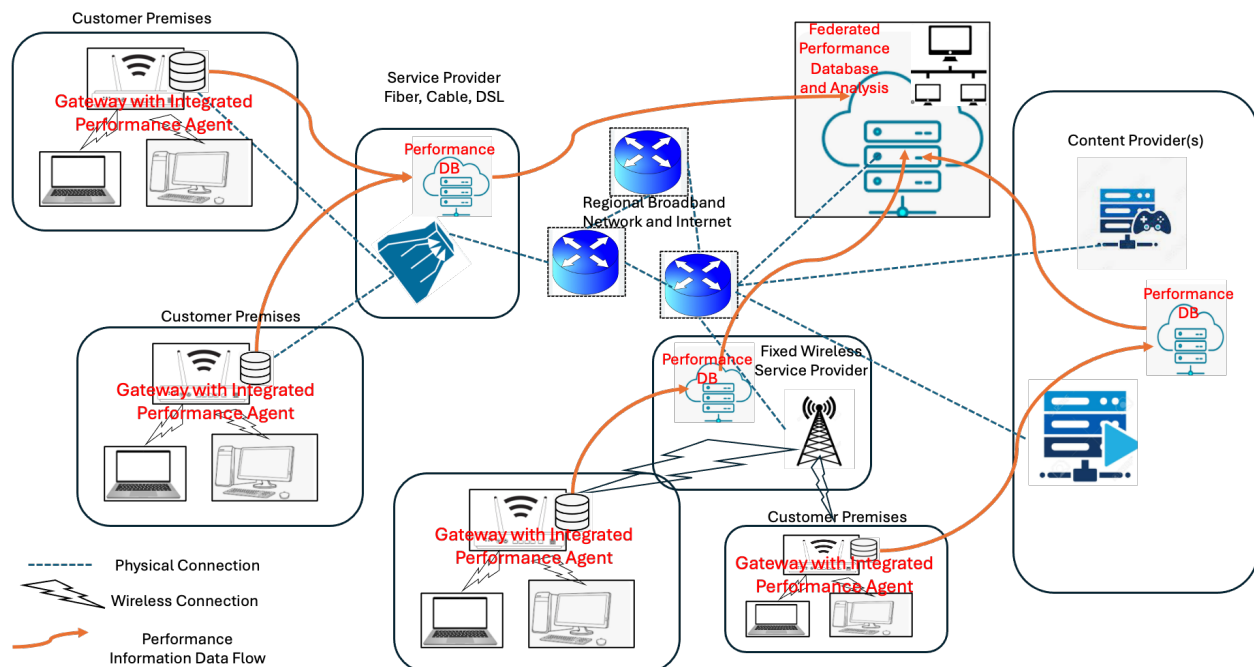 Customer Premises
Gateway with Integrated
Performance Agent
Service Provider
Fiber, Cable, DSL
Performance
DB
Federated
Performance
Database
and Analysis
Regional Broadband
Network and Internet
Content Provider(s)
Performance
DB
Customer Premises
Gateway with Integrated
Performance Agent
Performance
DB
Fixed Wireless
Service Provider
Gateway with Integrated
Performance Agent
Customer Premises
Gateway with Integrated
Performance Agent
Physical Connection
Wireless Connection
Performance
Information Data Flow